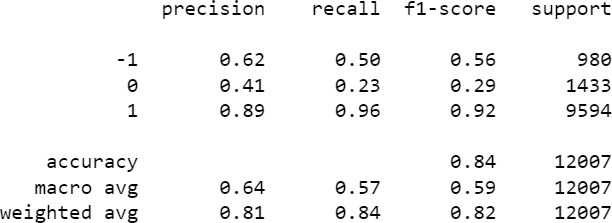 precision recall f1-score support
-1 0.62 0.50 0.56 980
0 0.41 0.23 0.29 1433
1 0.89 0.96 0.92 9594
accuracy 0.84 12007
macro avg 0.64 0.57 0.59 12007
weighted avg 0.81 0.84 0.82 12007